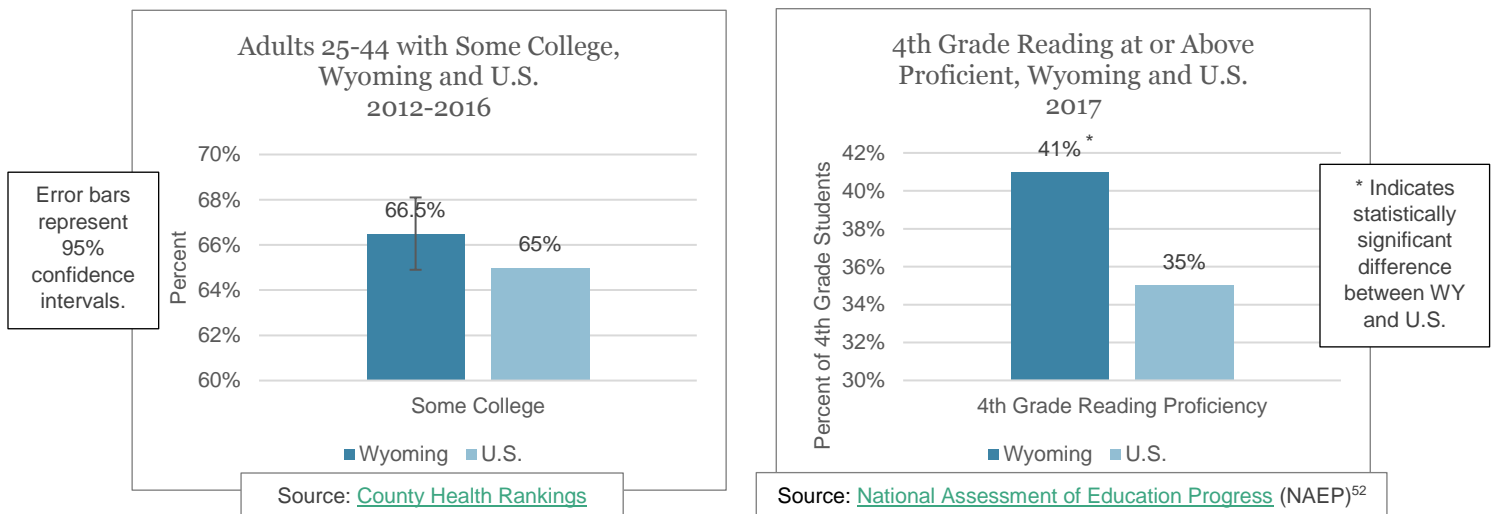 Adults 25-44 with Some College,
Wyoming and U.S.
2012-2016
Error bars
represent
95%
confidence
intervals.
Percent
70%
68%
66%
64%
62%
60%
66.5%
65%
Some College
Wyoming U.S.
Source: County Health Rankings
4th Grade Reading at or Above
Proficient, Wyoming and U.S.
2017
Percent of 4th Grade Students
42%
40%
38%
36%
34%
32%
30%
41% *
35%
4th Grade Reading Proficiency
Wyoming U.S.
* Indicates
statistically
significant
difference
between WY
and U.S.
Source: National Assessment of Education Progress (NAEP)52